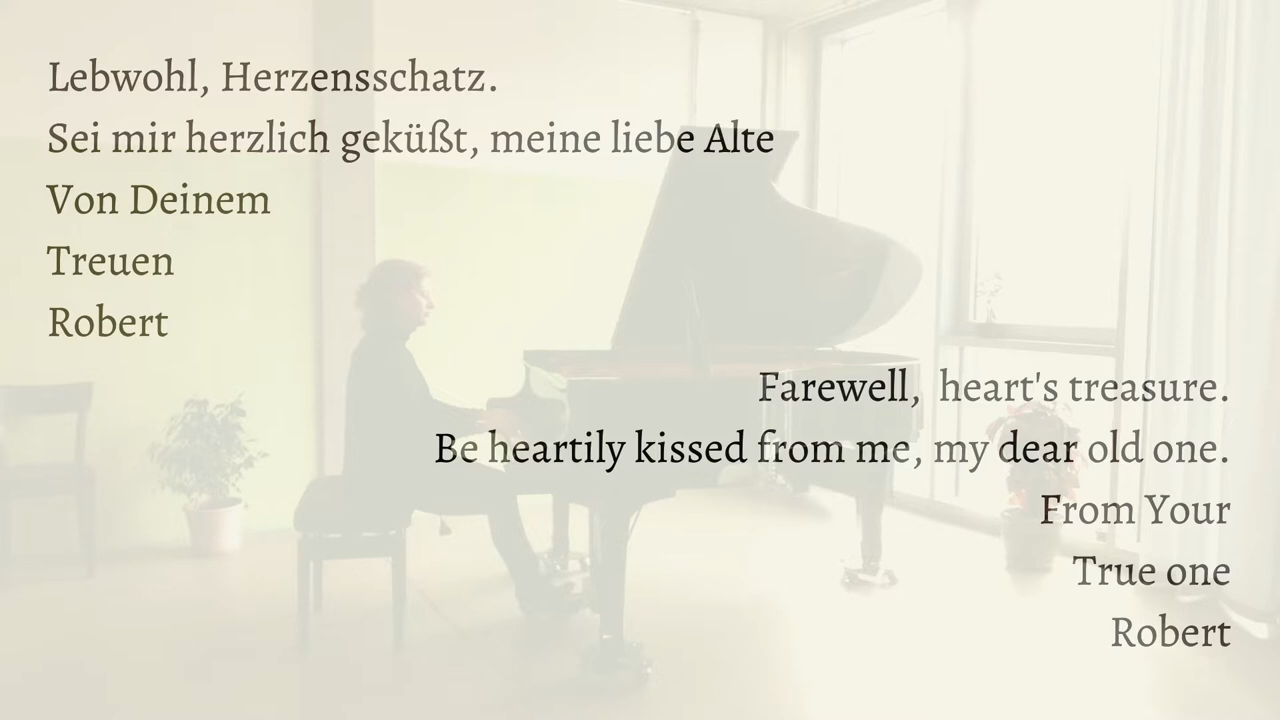 Lebwohl, Herzensschatz.
Sei mir herzlich geküßt, meine liebe Alte
Von Deinem
Treuen
Robert
Farewell, heart's treasure.
Be heartily kissed from me, my dear old one.
From Your
True one
Robert